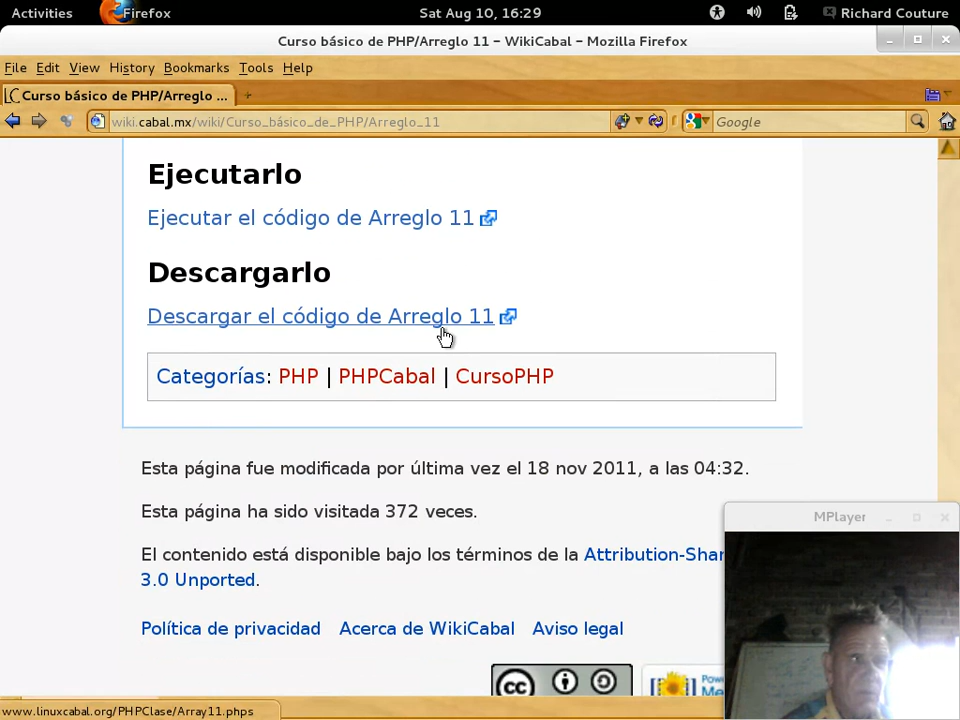 Activities Firefox Sat Aug 10, 16:29 Richard Couture
Curso básico de PHP/Arreglo 11 - WikiCabal - Mozilla Firefox
File Edit View History Bookmarks Tools Help
Curso básico de PHP/Arreglo ...
wiki.cabal.mx/wiki/Curso_básico_de_PHP/Arreglo_11 Google
Ejecutarlo
Ejecutar el código de Arreglo 11
Descargarlo
Descargar el código de Arreglo 11
Categorías: PHP | PHPCabal | CursoPHP
Esta página fue modificada por última vez el 18 nov 2011, a las 04:32.
Esta página ha sido visitada 372 veces.
MPlayer
El contenido está disponible bajo los términos de la Attribution-Shar
3.0 Unported.
Política de privacidad Acerca de WikiCabal Aviso legal
cc
www.linuxcabal.org/PHPClase/Array11.phps